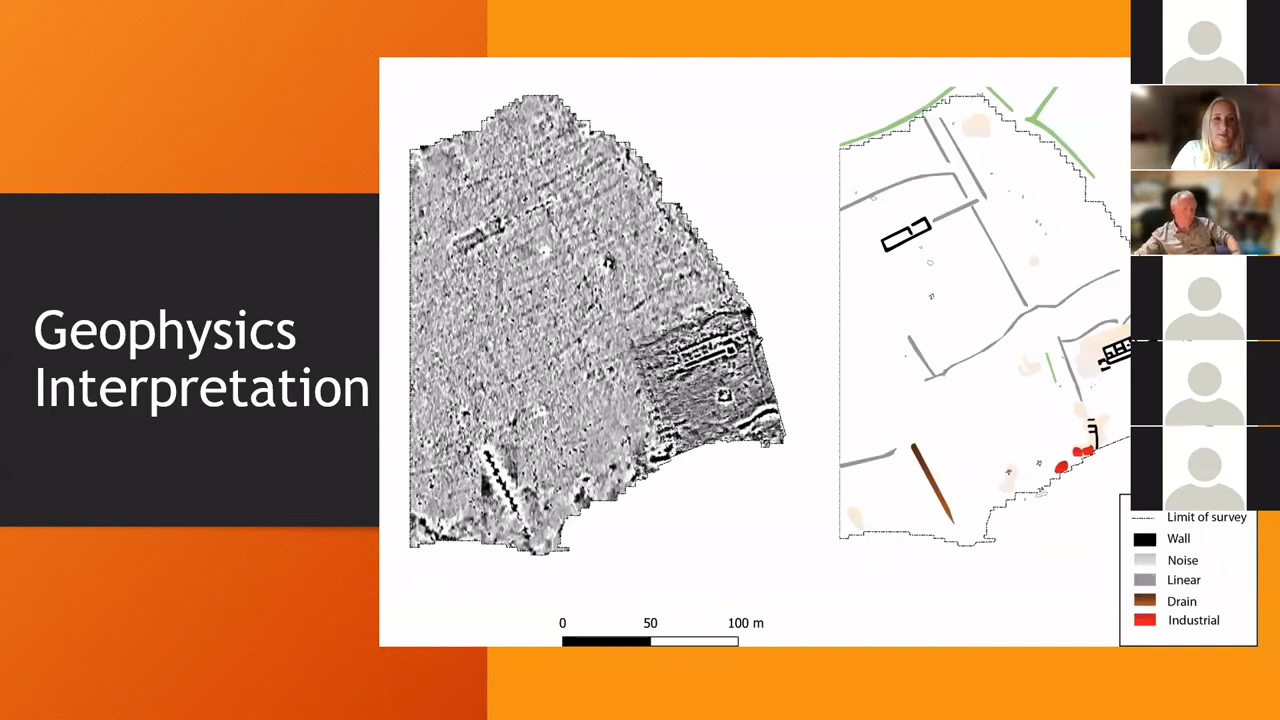 Geophysics
Interpretation
0 50 100 m
Limit of survey
Wall
Noise
Linear
Drain
Industrial